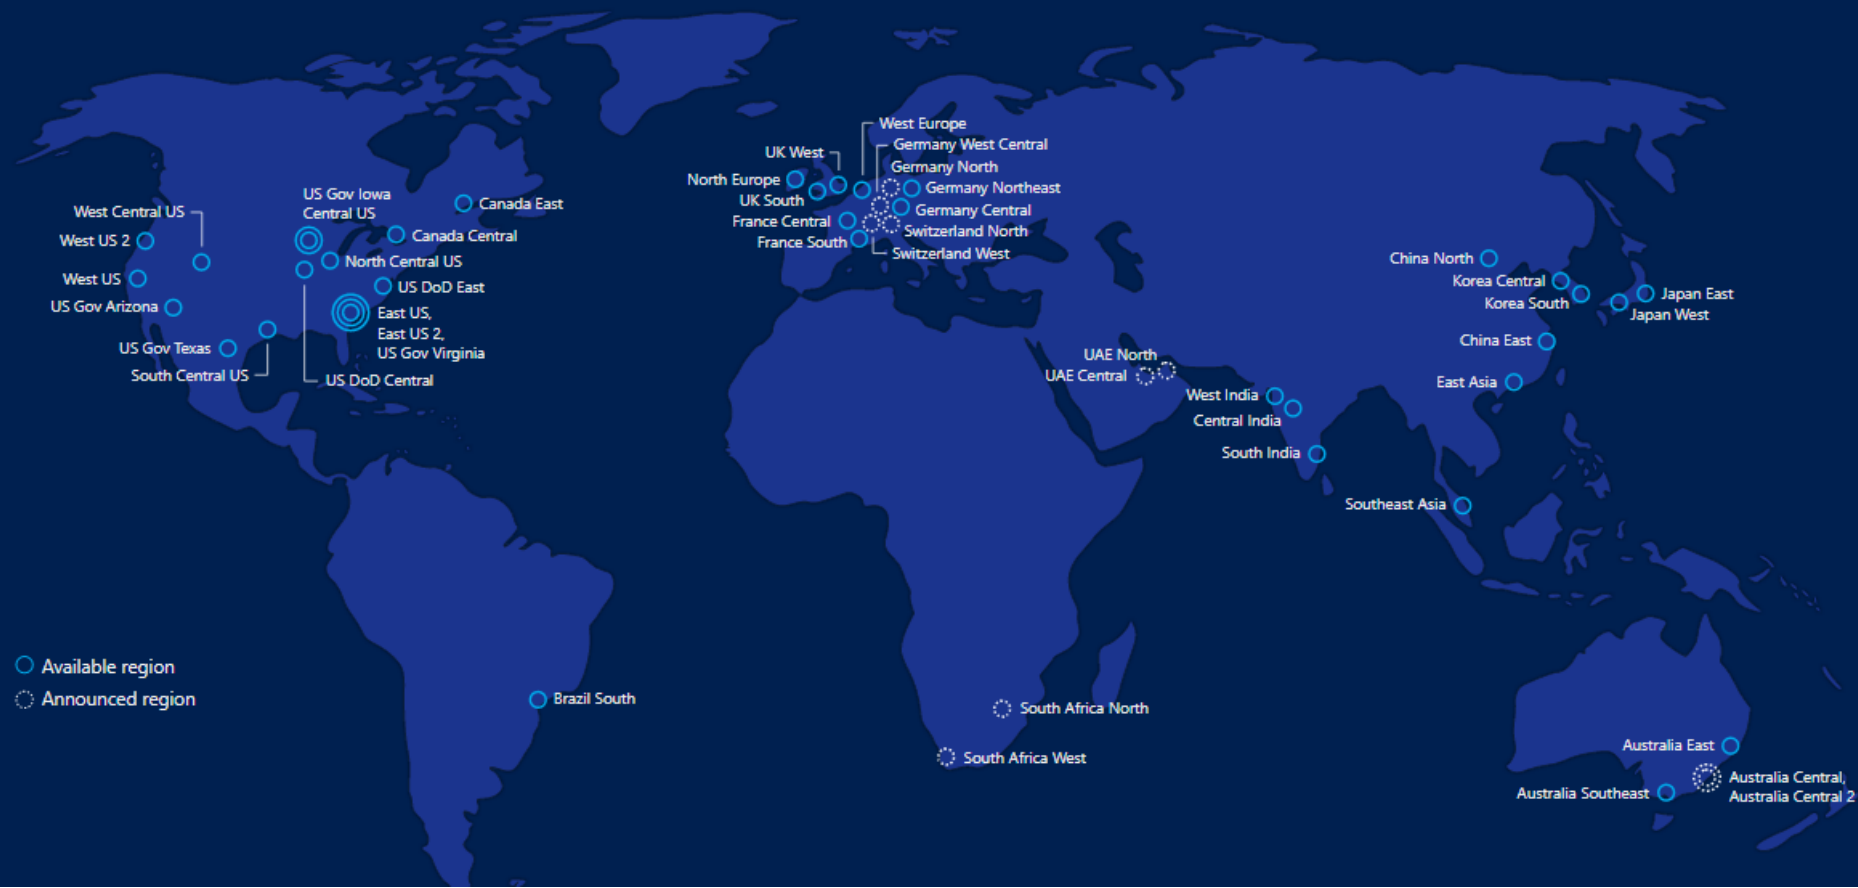 West Europe
Germany West Central
UK West
Germany North
North Europe
Germany Northeast
US Gov Iowa
Central US
UK South
Canada East
Germany Central
West Central US
France Central
Switzerland North
West US 2
Canada Central
France South
Switzerland West
North Central US
China North
West US
Korea Central
US DoD East
Japan East
US Gov Arizona
Korea South
East US,
Japan West
East US 2,
US Gov Virginia
China East
US Gov Texas
UAE North
South Central US
UAE Central
US DoD Central
East Asia
West India
Central India
South India
Southeast Asia
Available region
Announced region
Brazil South
South Africa North
South Africa West
Australia East
Australia Central,
Australia Southeast
Australia Central 2